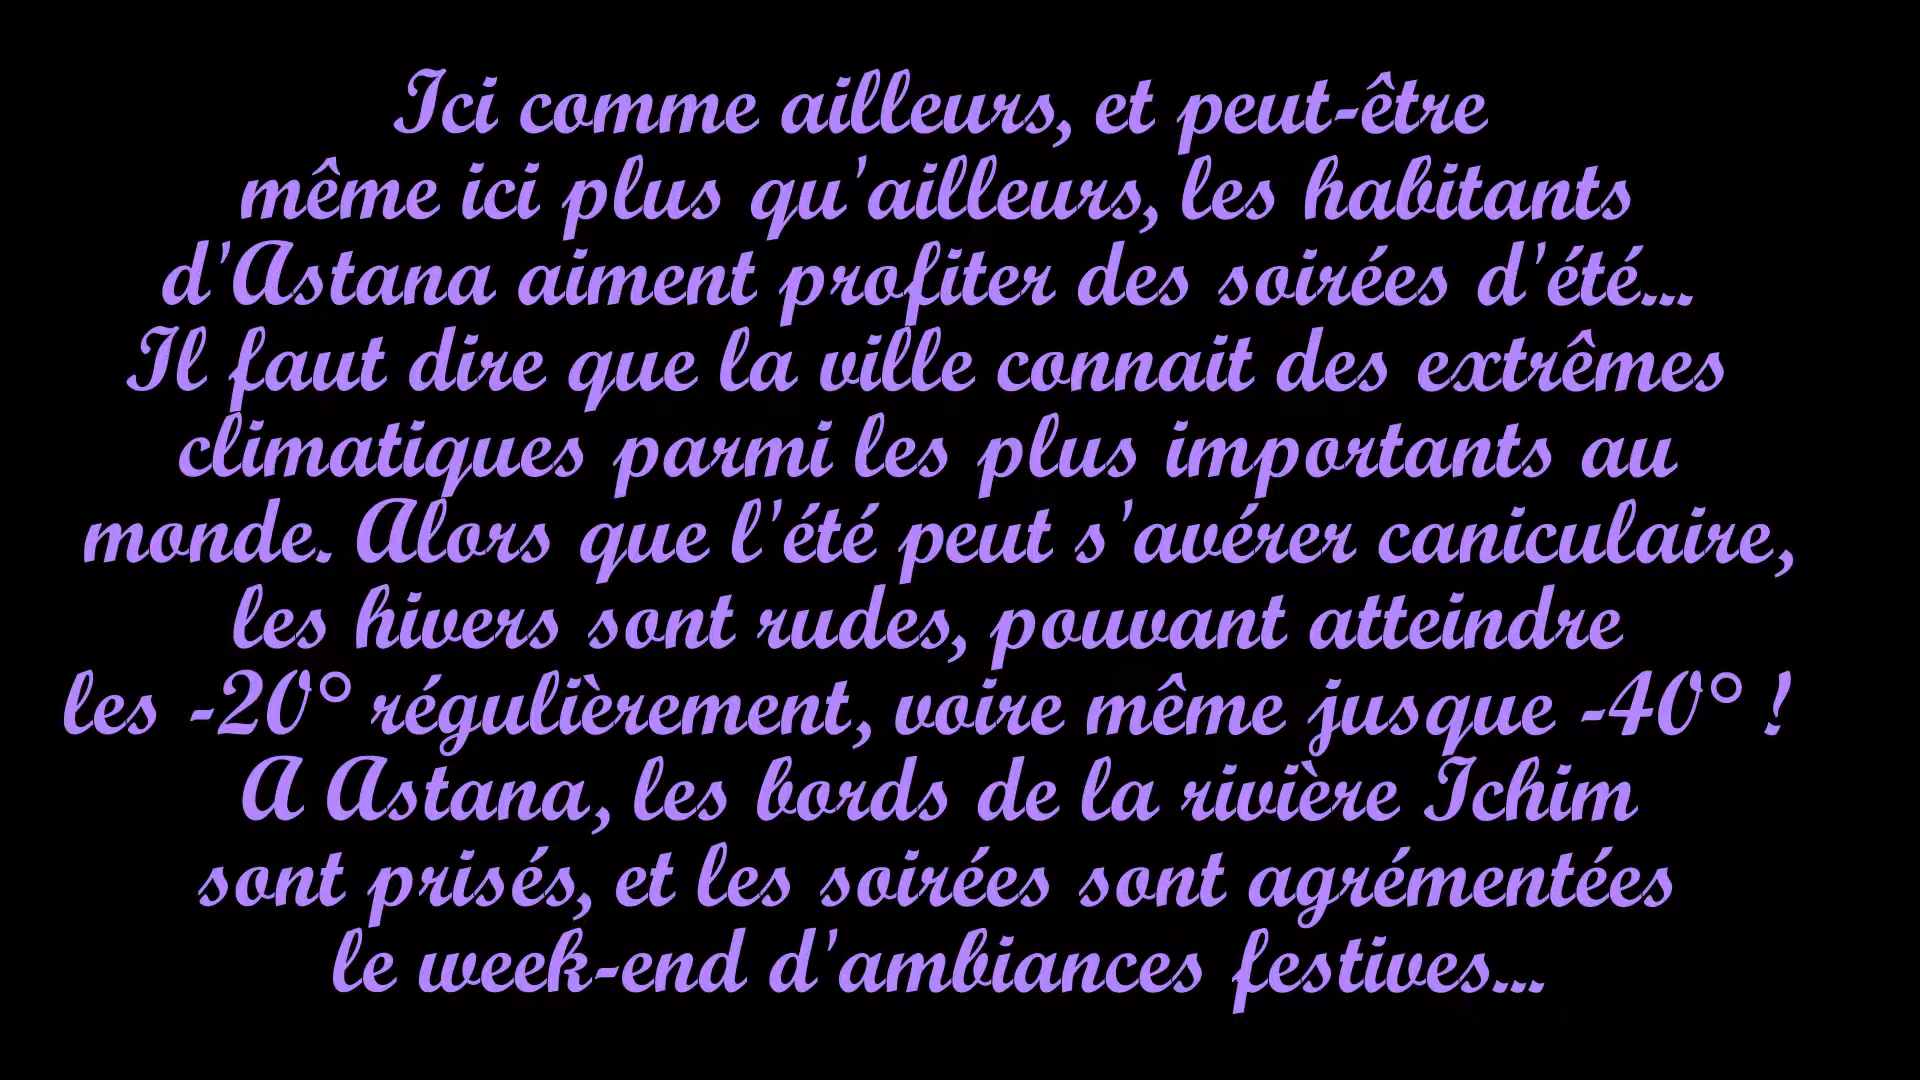 Ici comme ailleurs, et peut-être
même ici plus qu'ailleurs, les habitants
d'Astana aiment profiter des soirées d'été...
Il faut dire que la ville connait des extrêmes
climatiques parmi les plus importants au
monde. Alors que l'été peut s'avérer caniculaire,
les hivers sont rudes, pouvant atteindre
les -20° régulièrement, voire même jusque -40° !
A Astana, les bords de la rivière Ichim
sont prisés, et les soirées sont agrémentées
le week-end d'ambiances festives...